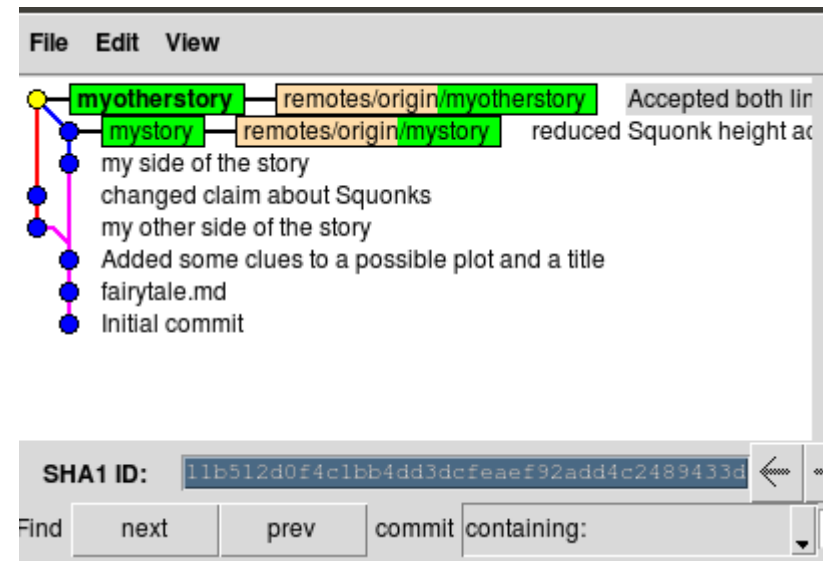 File Edit View
myotherstory remotes/origin/myotherstory Accepted both lin
mystory remotes/origin/mystory reduced Squonk height ac
my side of the story
changed claim about Squonks
my other side of the story
Added some clues to a possible plot and a title
fairytale.md
Initial commit
SHA1 ID: 11b512d0f4c1bb4dd3dcfeaef92add4c2489433d
Find next prev commit containing: